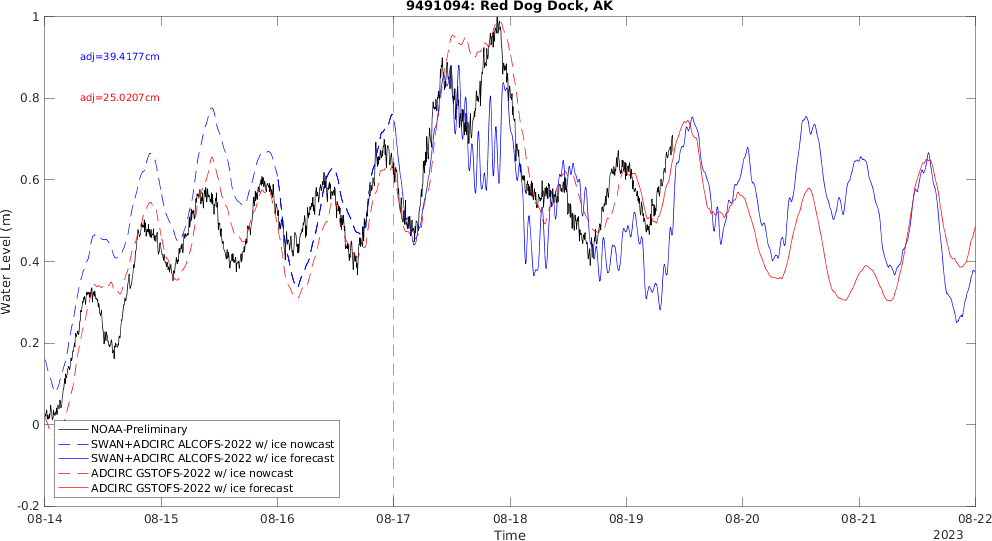 9491094: Red Dog Dock, AK
1
adj=39.4177cm
0.8
adj=25.0207cm
0.6
Water Level (m)
0.4
0.2
0
NOAA-Preliminary
SWAN+ADCIRC ALCOFS-2022 w/ ice nowcast
SWAN+ADCIRC ALCOFS-2022 w/ ice forecast
ADCIRC GSTOFS-2022 w/ ice nowcast
ADCIRC GSTOFS-2022 w/ ice forecast
-0.2
08-14 08-15 08-16 08-17 08-18 08-19 08-20 08-21 08-22
Time
2023